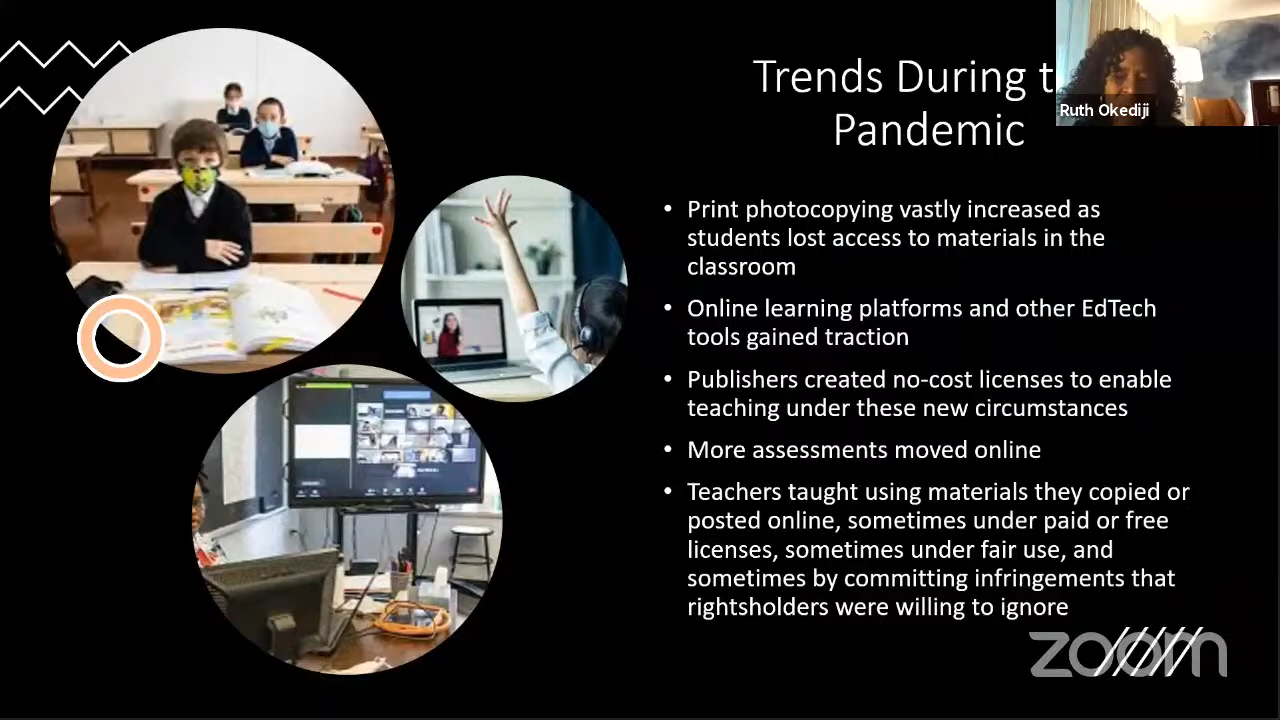 Trends During t
Pandemic
Ruth Okediji
• Print photocopying vastly increased as
students lost access to materials in the
classroom
• Online learning platforms and other EdTech
tools gained traction
• Publishers created no-cost licenses to enable
teaching under these new circumstances
• More assessments moved online
• Teachers taught using materials they copied or
posted online, sometimes under paid or free
licenses, sometimes under fair use, and
sometimes by committing infringements that
rightsholders were willing to ignore
zoom